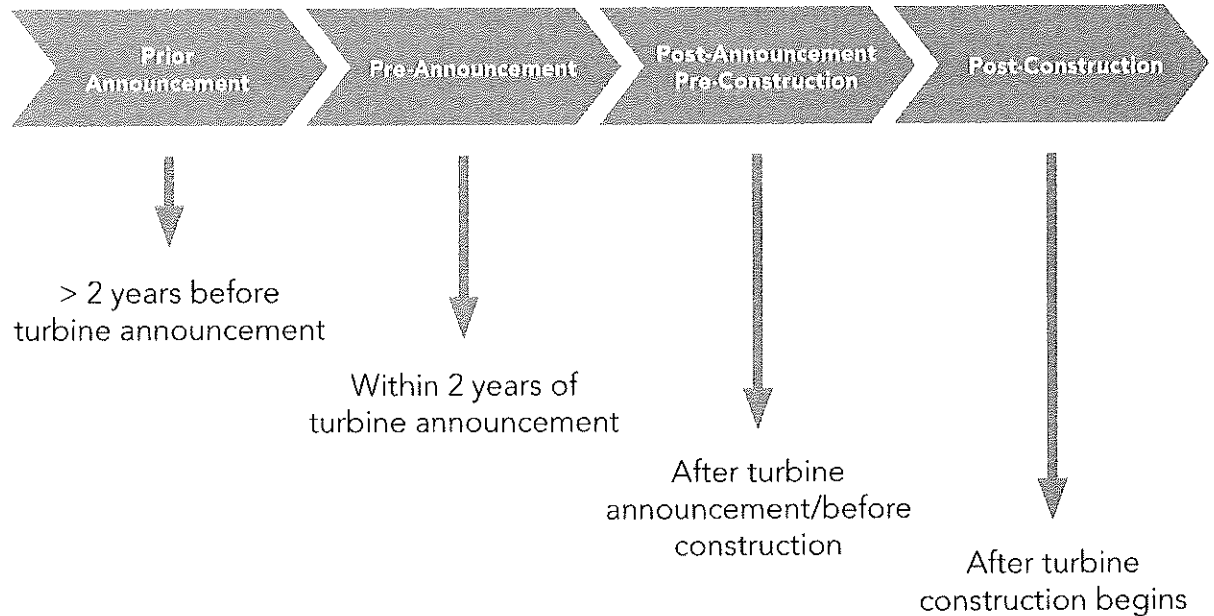 Prior
Announcement
Pre-Announcement
Post-Announcement
Pre-Construction
Post-Construction
> 2 years before
turbine announcement
Within 2 years of
turbine announcement
After turbine
announcement/before
construction
After turbine
construction begins